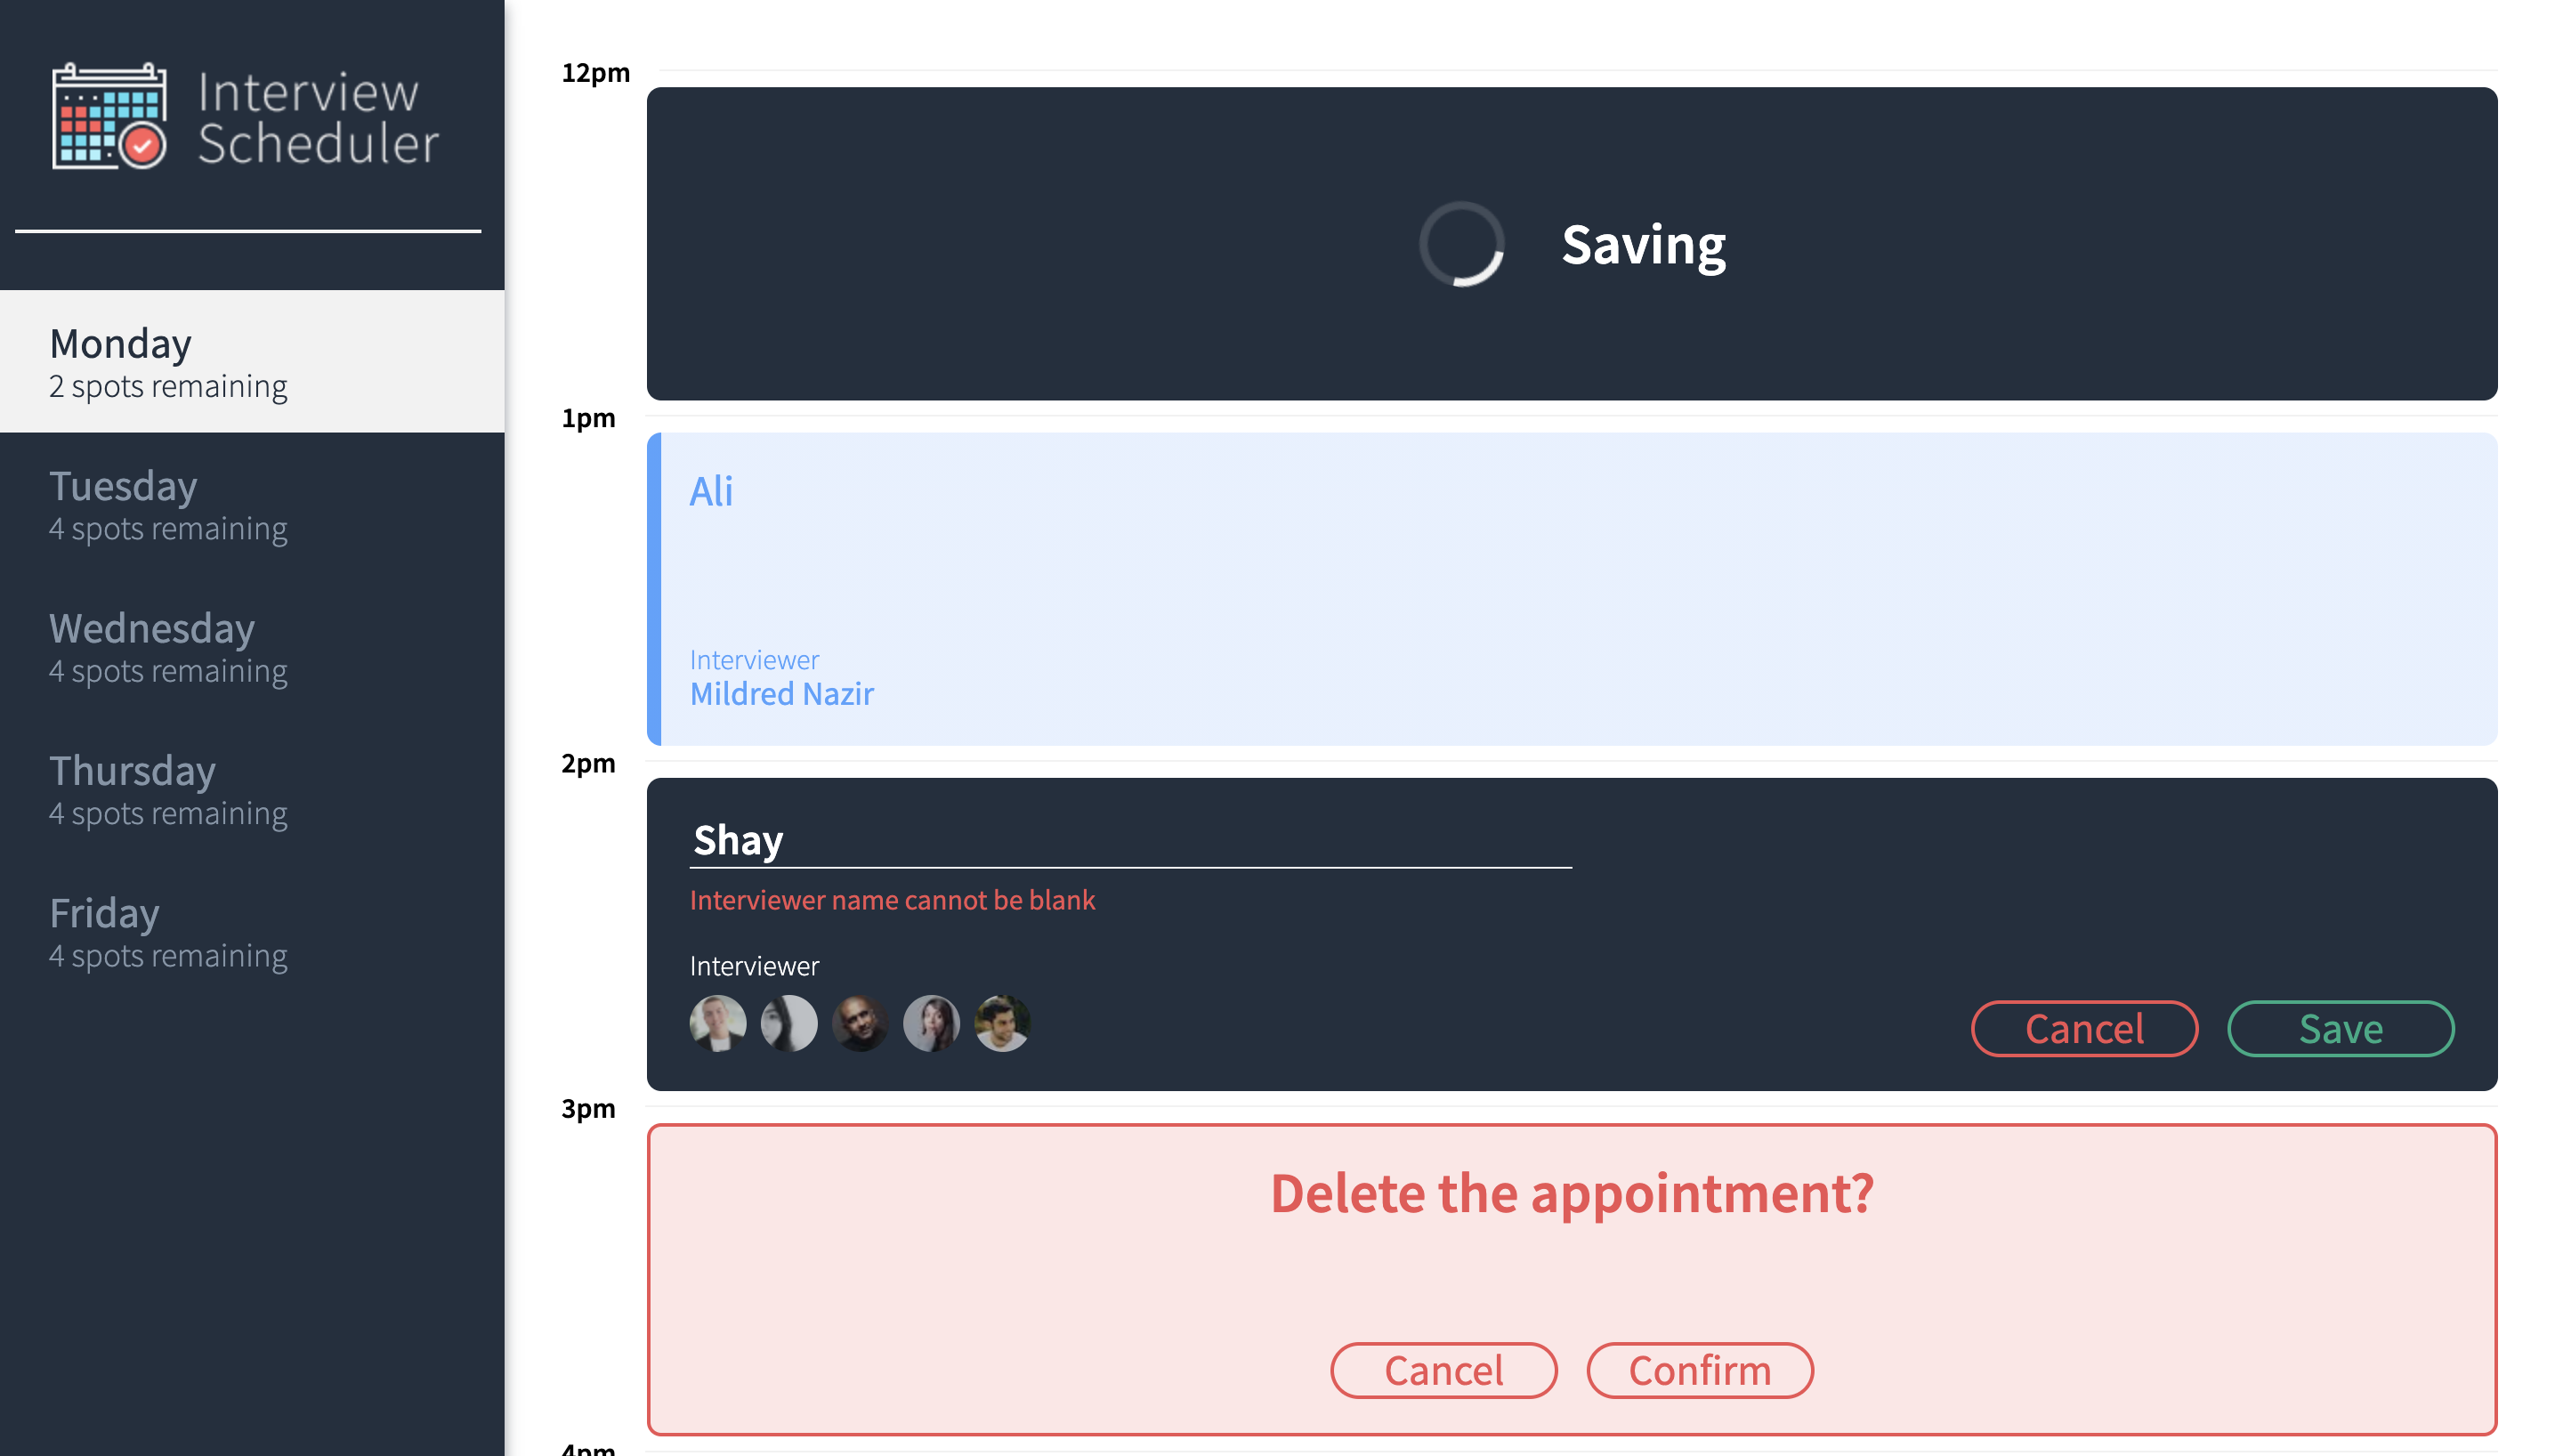 Interview
Scheduler
Monday
2 spots remaining
Tuesday
4 spots remaining
Wednesday
4 spots remaining
Thursday
4 spots remaining
Friday
4 spots remaining
12pm
Saving
1pm
Ali
Interviewer
Mildred Nazir
2pm
Shay
Interviewer name cannot be blank
Interviewer
Cancel
Save
3pm
Delete the appointment?
Cancel
Confirm
4pm